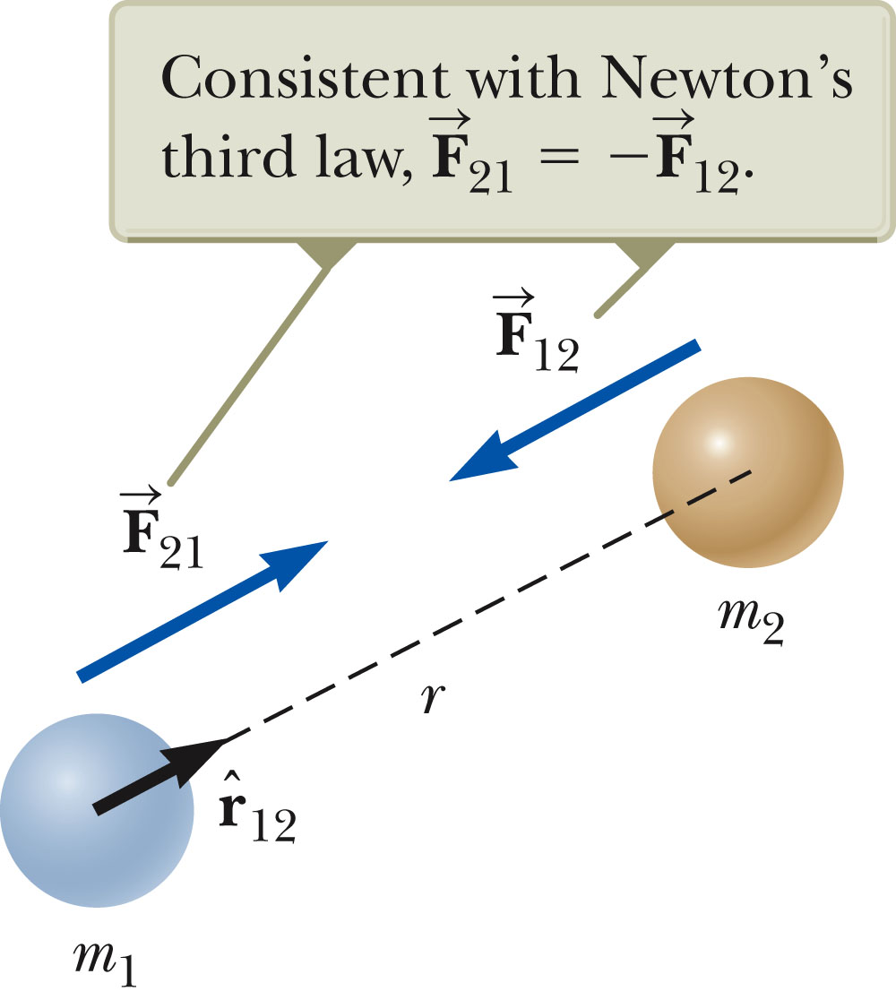 Consistent with Newton’s
third law, F⃗₂₁ = −F⃗₁₂.
F⃗₁₂
F⃗₂₁
m₂
r
r̂₁₂
m₁